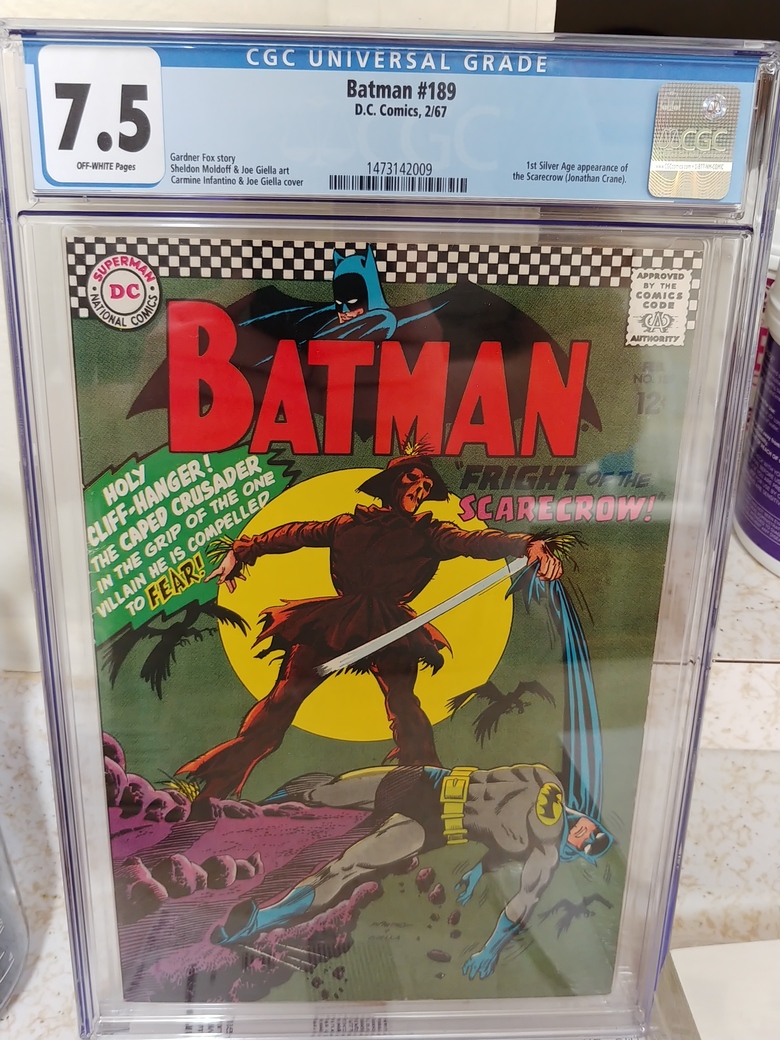 CGC UNIVERSAL GRADE
7.5
OFF-WHITE Pages
Batman #189
D.C. Comics, 2/67
Gardner Fox story
Sheldon Moldoff & Joe Giella art
Carmine Infantino & Joe Giella cover
1473142009
1st Silver Age appearance of
the Scarecrow (Jonathan Crane).
CGC
SUPERMAN
DC
NATIONAL COMICS
APPROVED
BY THE
COMICS
CODE
AUTHORITY
BATMAN
12¢
HOLY
CLIFF-HANGER!
THE CAPED CRUSADER
IN THE GRIP OF THE ONE
VILLAIN HE IS COMPELLED
TO FEAR!
"FRIGHT OF THE
SCARECROW!"